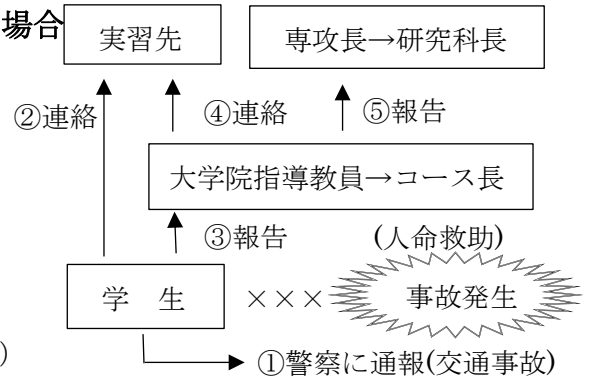 場合
実習先
専攻長→研究科長
②連絡
④連絡
⑤報告
大学院指導教員→コース長
③報告
(人命救助)
学　生
×××
事故発生
)
①警察に通報(交通事故)